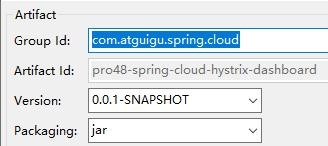 Artifact
Group Id: com.atguigu.spring.cloud
Artifact Id: pro48-spring-cloud-hystrix-dashboard
Version: 0.0.1-SNAPSHOT
Packaging: jar